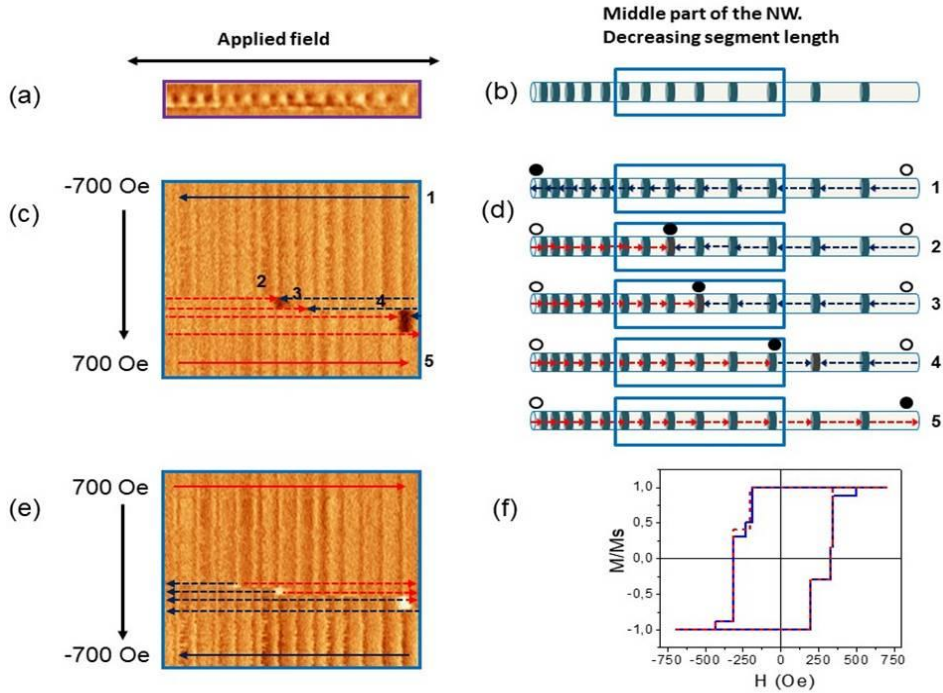 Applied field
Middle part of the NW.
Decreasing segment length
(a)
(b)
-700 Oe
(c)
1
2
3
4
5
700 Oe
(d)
1
2
3
4
5
700 Oe
(e)
-700 Oe
(f)
M/Ms
1,0
0,5
0,0
-0,5
-1,0
-750 -500 -250 0 250 500 750
H (Oe)